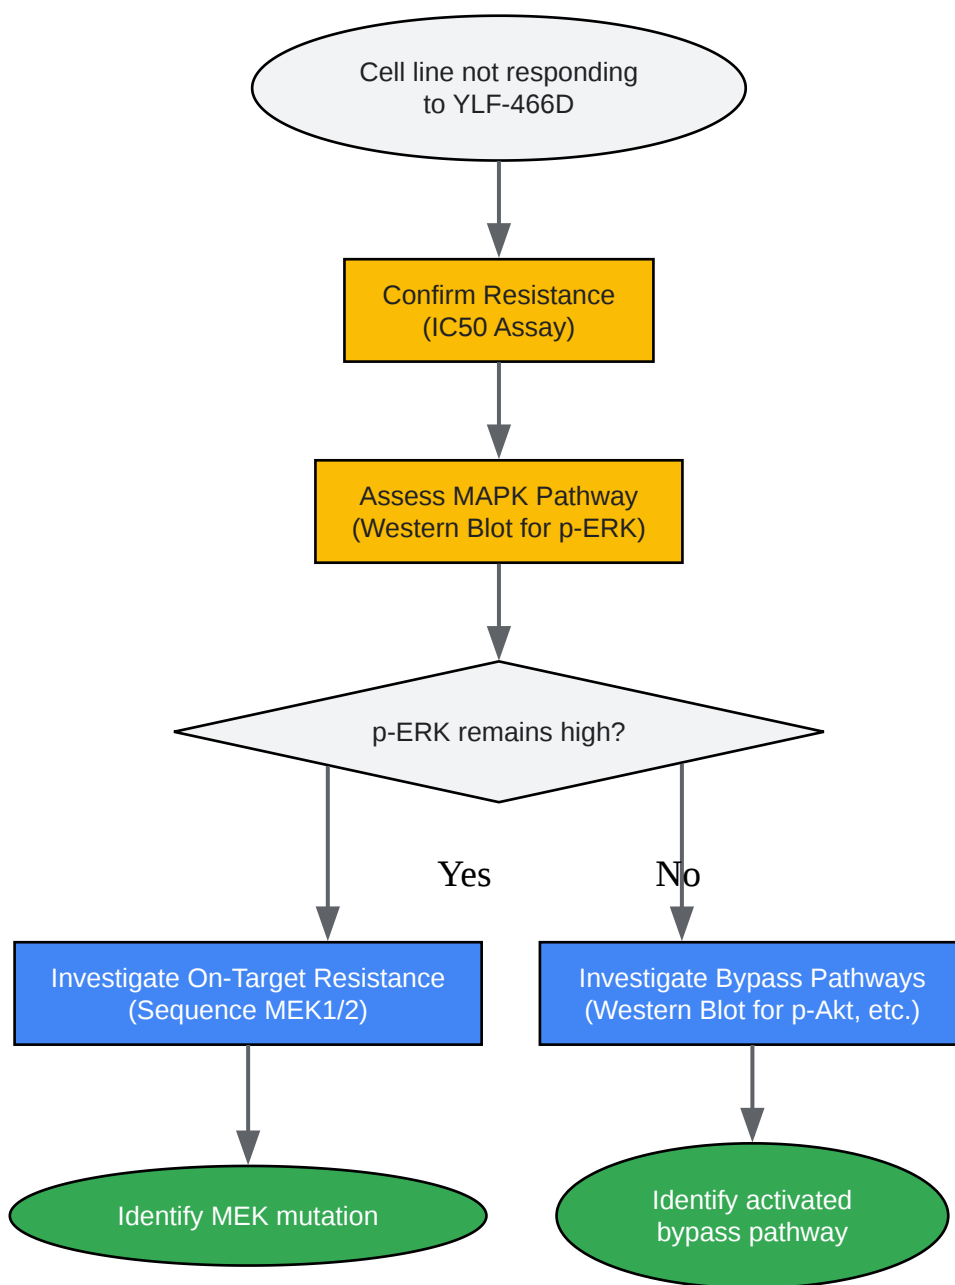 Cell line not responding
to YLF-466D
Confirm Resistance
(IC50 Assay)
Assess MAPK Pathway
(Western Blot for p-ERK)
p-ERK remains high?
Yes
No
Investigate On-Target Resistance
(Sequence MEK1/2)
Investigate Bypass Pathways
(Western Blot for p-Akt, etc.)
Identify MEK mutation
Identify activated
bypass pathway